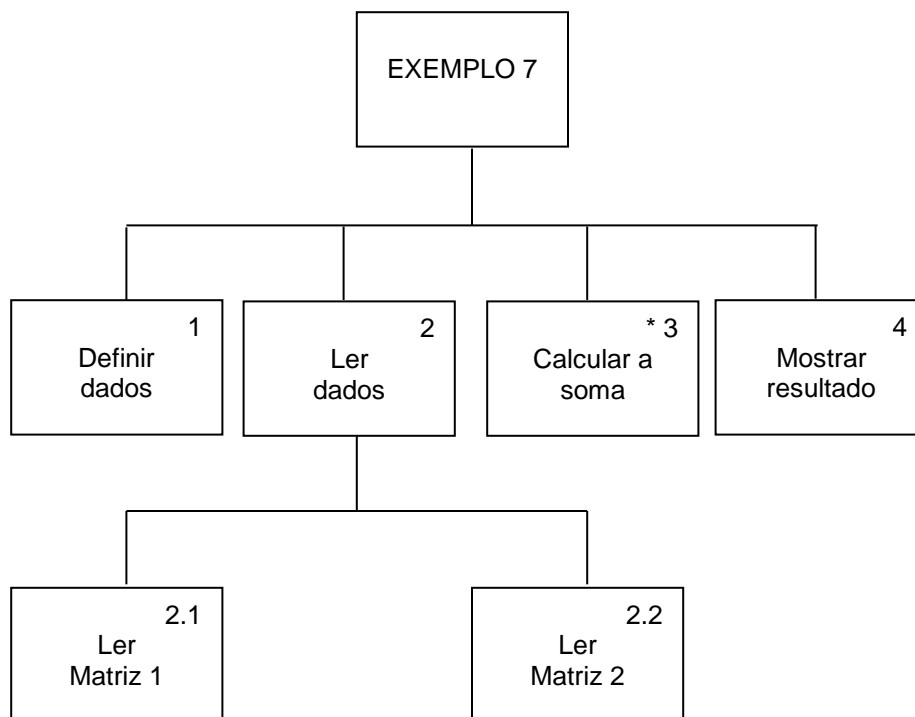 EXEMPLO 7
1
Definir
dados
2
Ler
dados
* 3
Calcular a
soma
4
Mostrar
resultado
2.1
Ler
Matriz 1
2.2
Ler
Matriz 2